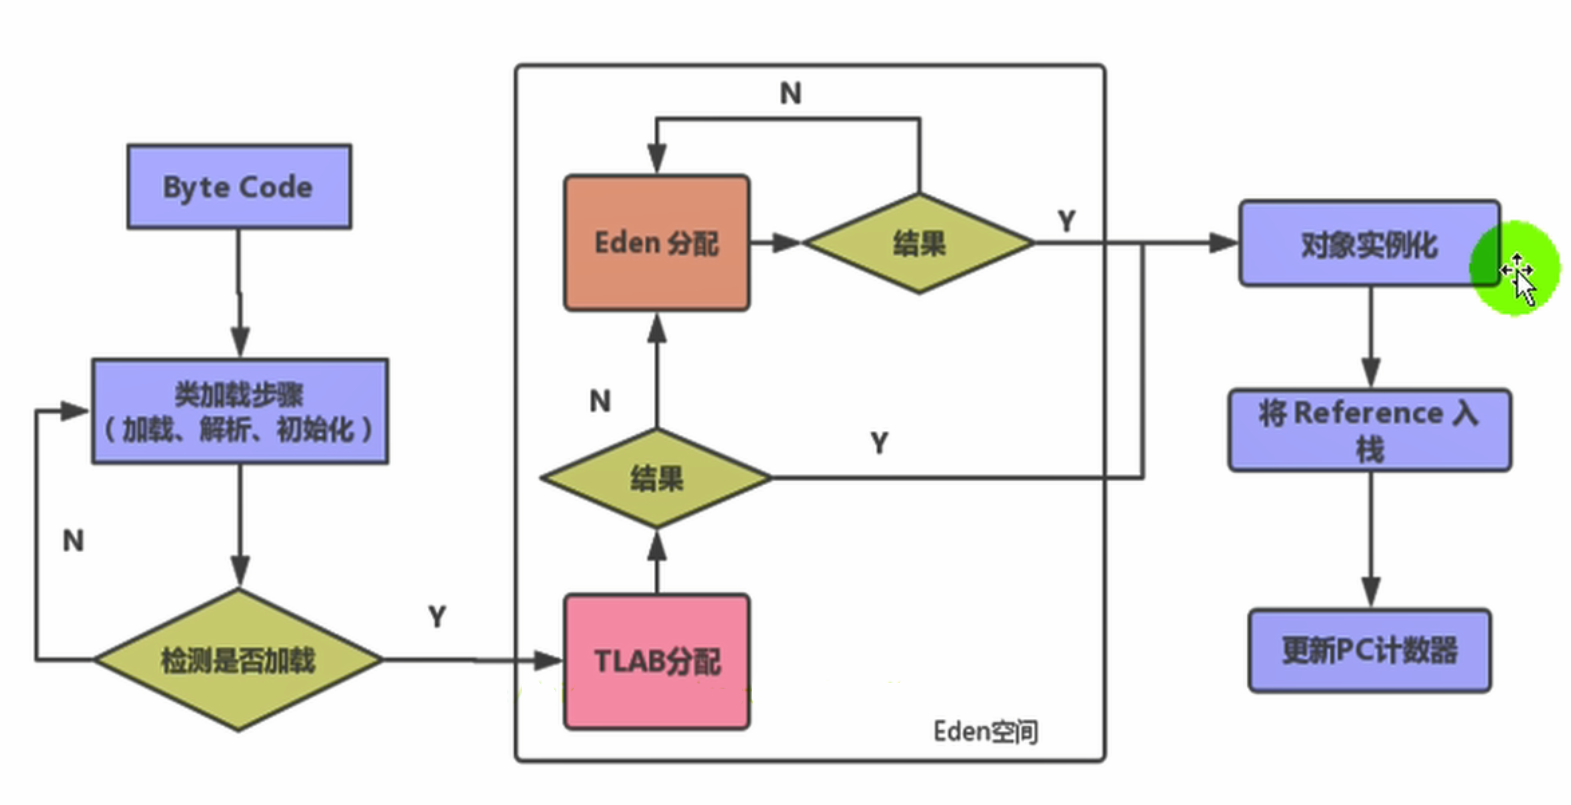 Byte Code
类加载步骤
（加载、解析、初始化）
N
检测是否加载
Y
N
Eden 分配
结果
Y
N
结果
Y
TLAB分配
Eden空间
对象实例化
将 Reference 入
栈
更新PC计数器